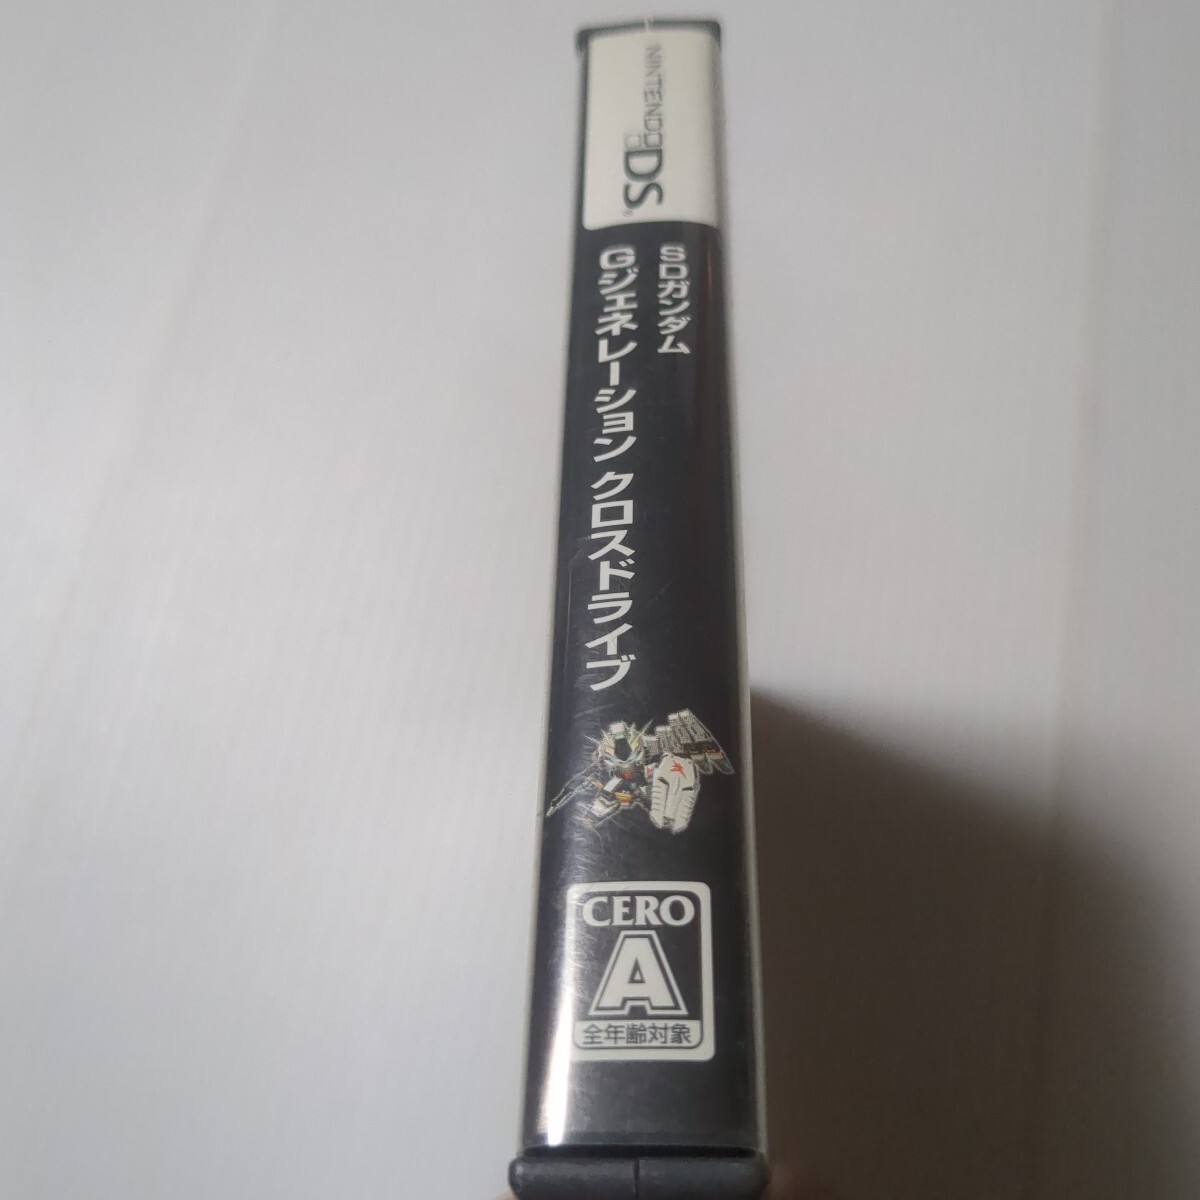 NINTENDO DS
SDガンダム
Gジェネレーション クロスドライブ
CERO
A
全年齢対象